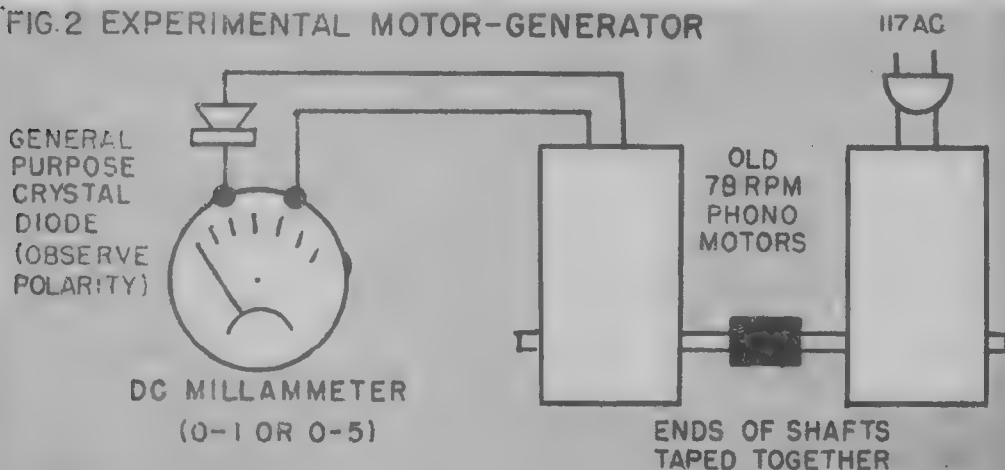 FIG.2 EXPERIMENTAL MOTOR-GENERATOR
117 AC
GENERAL
PURPOSE
CRYSTAL
DIODE
(OBSERVE
POLARITY)
OLD
78 RPM
PHONO
MOTORS
DC MILLAMMETER
(0-1 OR 0-5)
ENDS OF SHAFTS
TAPED TOGETHER